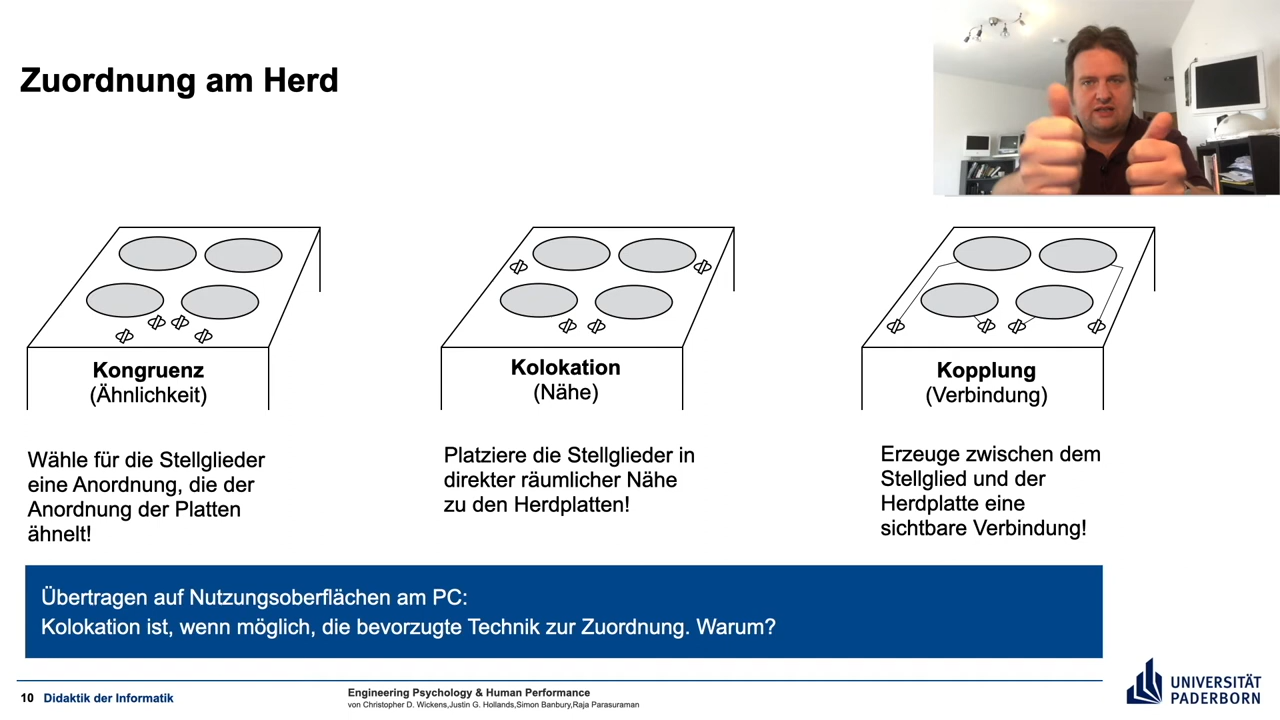 Zuordnung am Herd
Kongruenz
(Ähnlichkeit)
Wähle für die Stellglieder
eine Anordnung, die der
Anordnung der Platten
ähnelt!
Kolokation
(Nähe)
Platziere die Stellglieder in
direkter räumlicher Nähe
zu den Herdplatten!
Kopplung
(Verbindung)
Erzeuge zwischen dem
Stellglied und der
Herdplatte eine
sichtbare Verbindung!
Übertragen auf Nutzungsoberflächen am PC:
Kolokation ist, wenn möglich, die bevorzugte Technik zur Zuordnung. Warum?
10 Didaktik der Informatik
Engineering Psychology & Human Performance
von Christopher D. Wickens,Justin G. Hollands,Simon Banbury,Raja Parasuraman
UNIVERSITÄT
PADERBORN